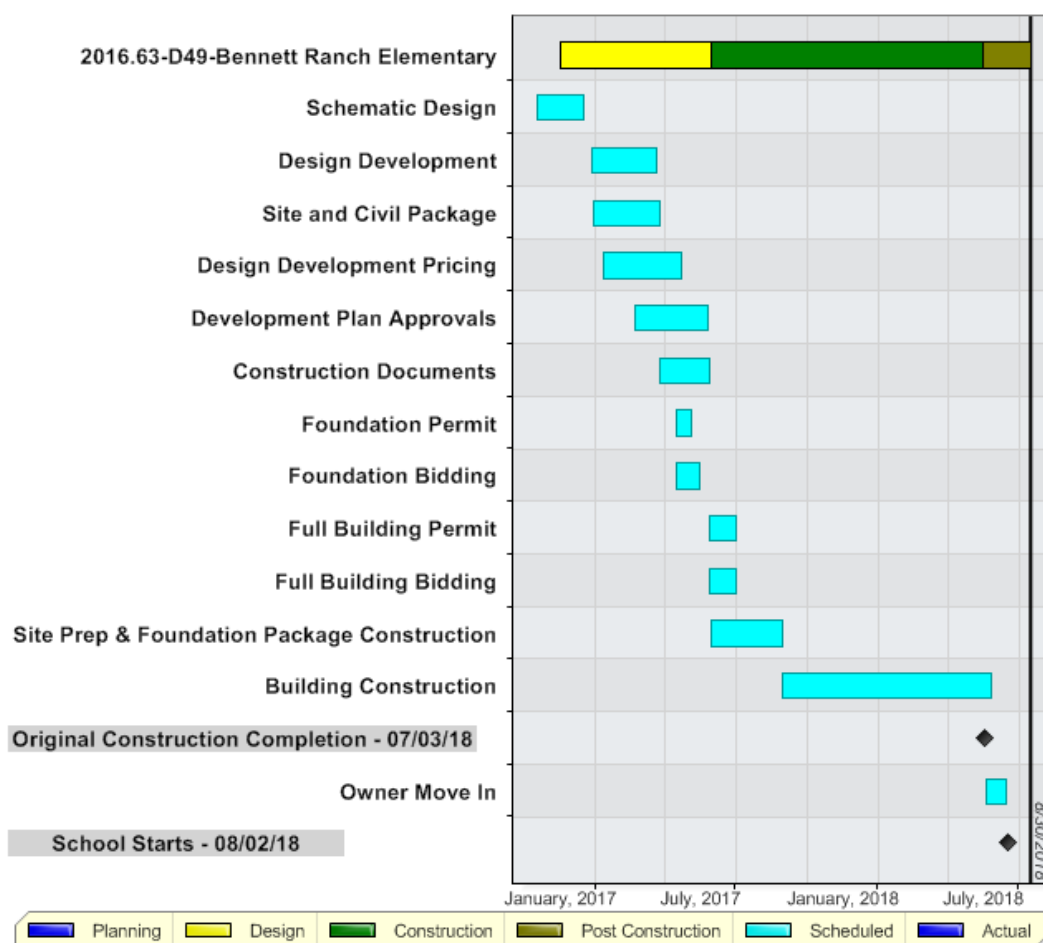 2016.63-D49-Bennett Ranch Elementary
Schematic Design
Design Development
Site and Civil Package
Design Development Pricing
Development Plan Approvals
Construction Documents
Foundation Permit
Foundation Bidding
Full Building Permit
Full Building Bidding
Site Prep & Foundation Package Construction
Building Construction
Original Construction Completion - 07/03/18
Owner Move In
School Starts - 08/02/18
8/30/2018
January, 2017 July, 2017 January, 2018 July, 2018
Planning Design Construction Post Construction Scheduled Actual